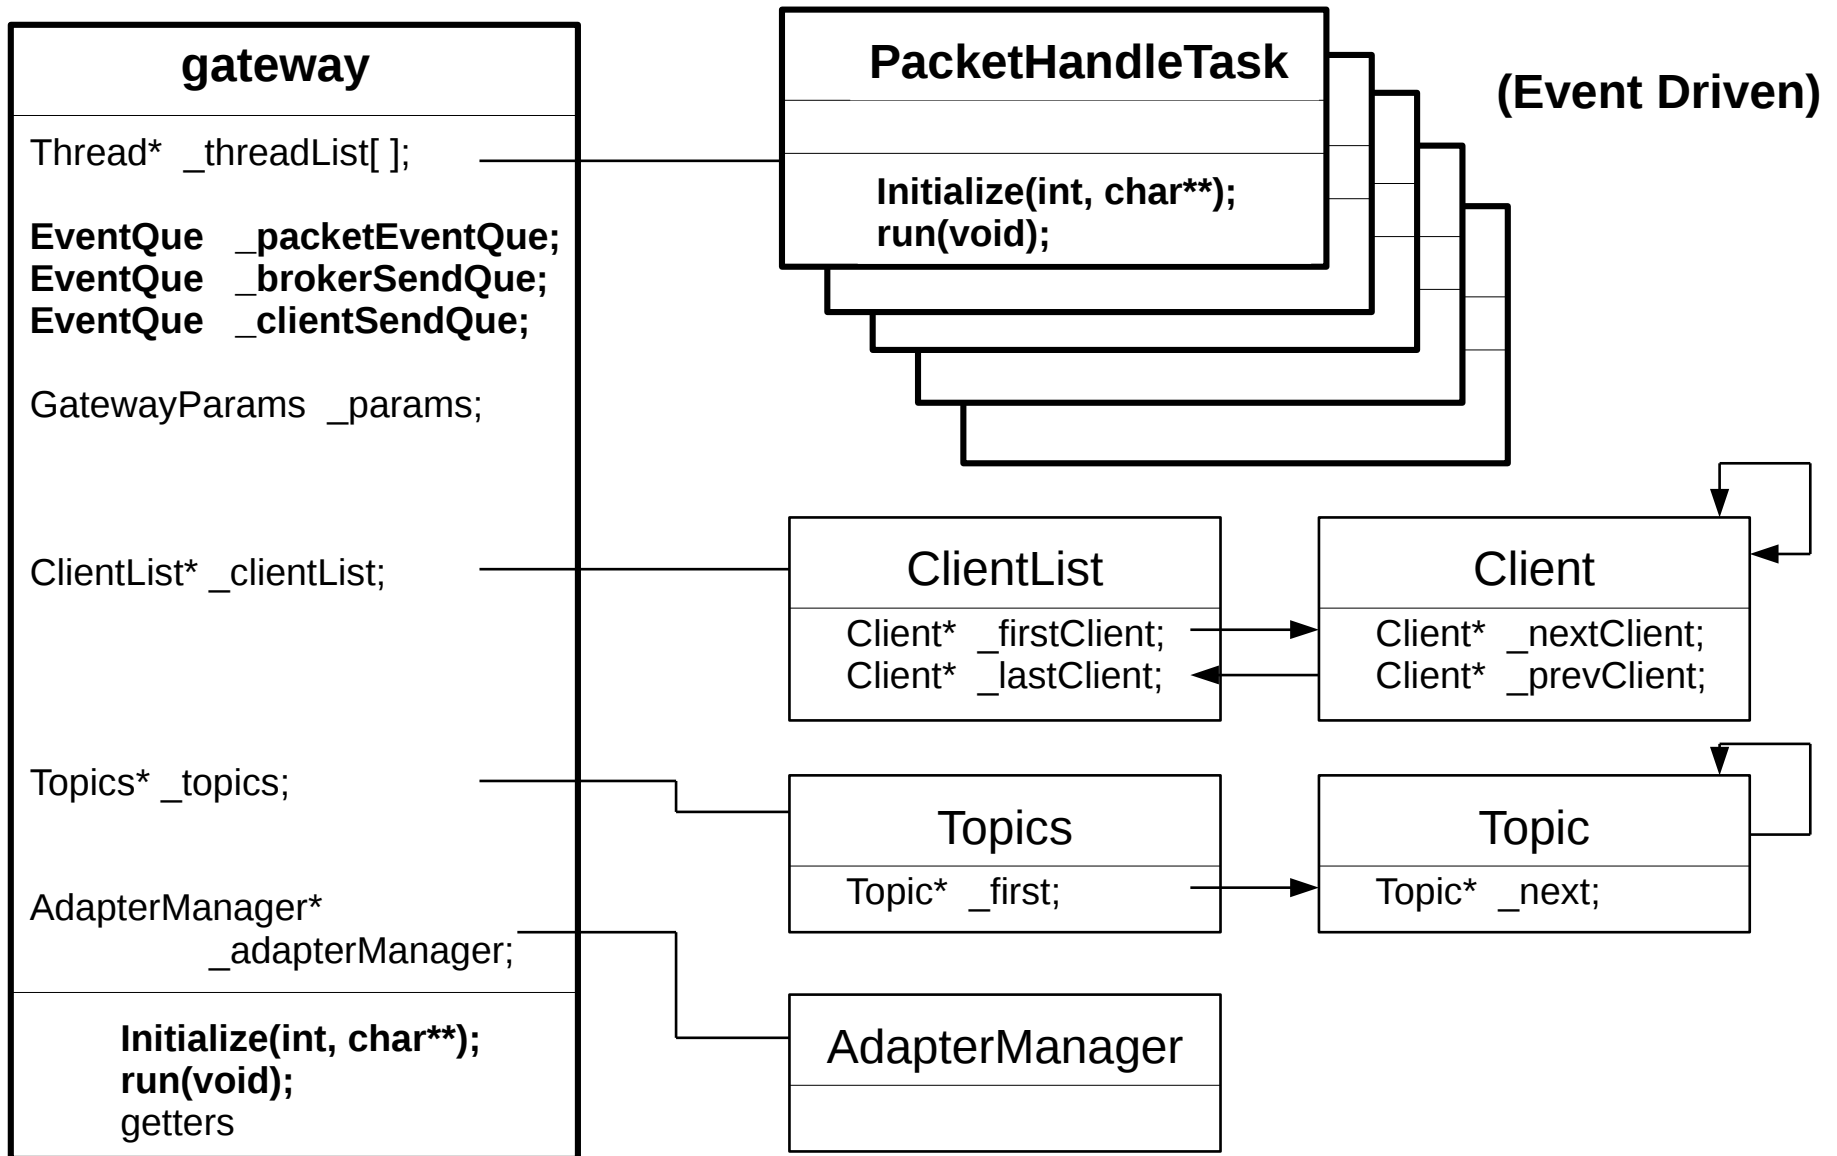 gateway
Thread* _threadList[ ];
EventQue _packetEventQue;
EventQue _brokerSendQue;
EventQue _clientSendQue;
GatewayParams _params;
ClientList* _clientList;
Topics* _topics;
AdapterManager*
_adapterManager;
Initialize(int, char**);
run(void);
getters
PacketHandleTask
Initialize(int, char**);
run(void);
(Event Driven)
ClientList
Client* _firstClient;
Client* _lastClient;
Client
Client* _nextClient;
Client* _prevClient;
Topics
Topic* _first;
Topic
Topic* _next;
AdapterManager